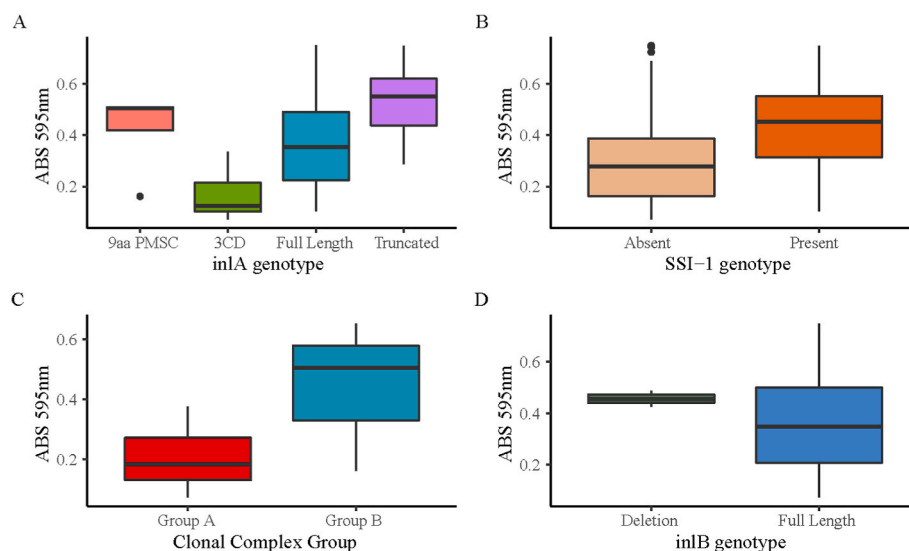 A
B
ABS 595nm
0.6
0.4
0.2
9aa PMSC 3CD Full Length Truncated
inlA genotype
ABS 595nm
0.6
0.4
0.2
Absent Present
SSI−1 genotype
C
D
ABS 595nm
0.6
0.4
0.2
Group A Group B
Clonal Complex Group
ABS 595nm
0.6
0.4
0.2
Deletion Full Length
inlB genotype